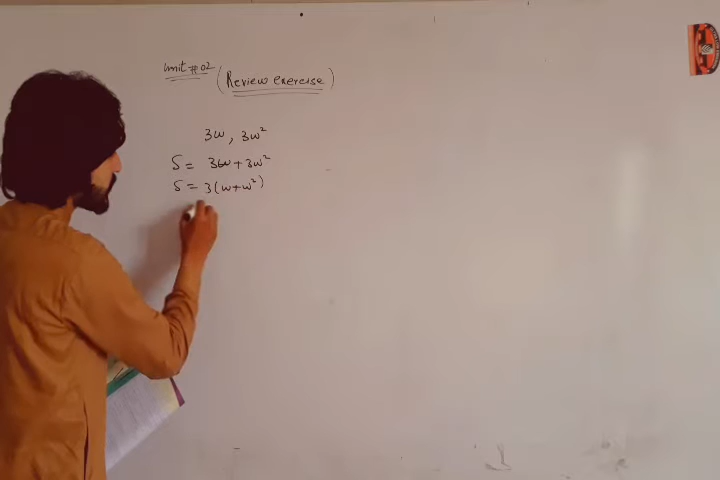 Unit # 02
(Review exercise)
3ω, 3ω²
S = 3ω + 3ω²
S = 3(ω+ω²)